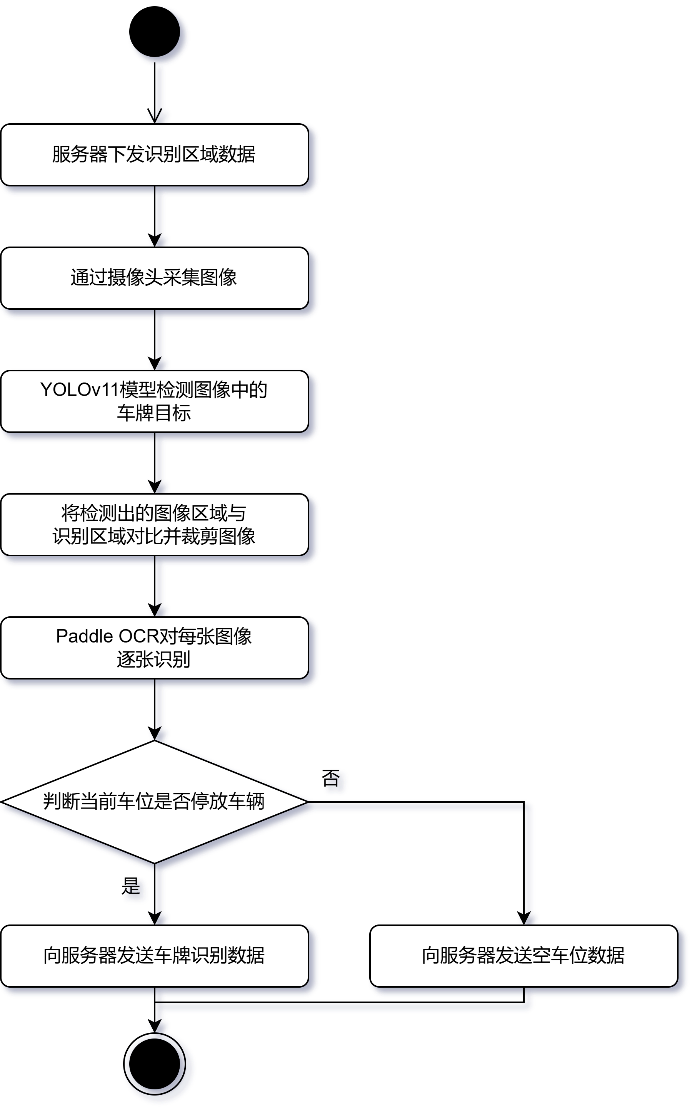 服务器下发识别区域数据
通过摄像头采集图像
YOLOv11模型检测图像中的
车牌目标
将检测出的图像区域与
识别区域对比并裁剪图像
Paddle OCR对每张图像
逐张识别
否
判断当前车位是否停放车辆
是
向服务器发送车牌识别数据
向服务器发送空车位数据